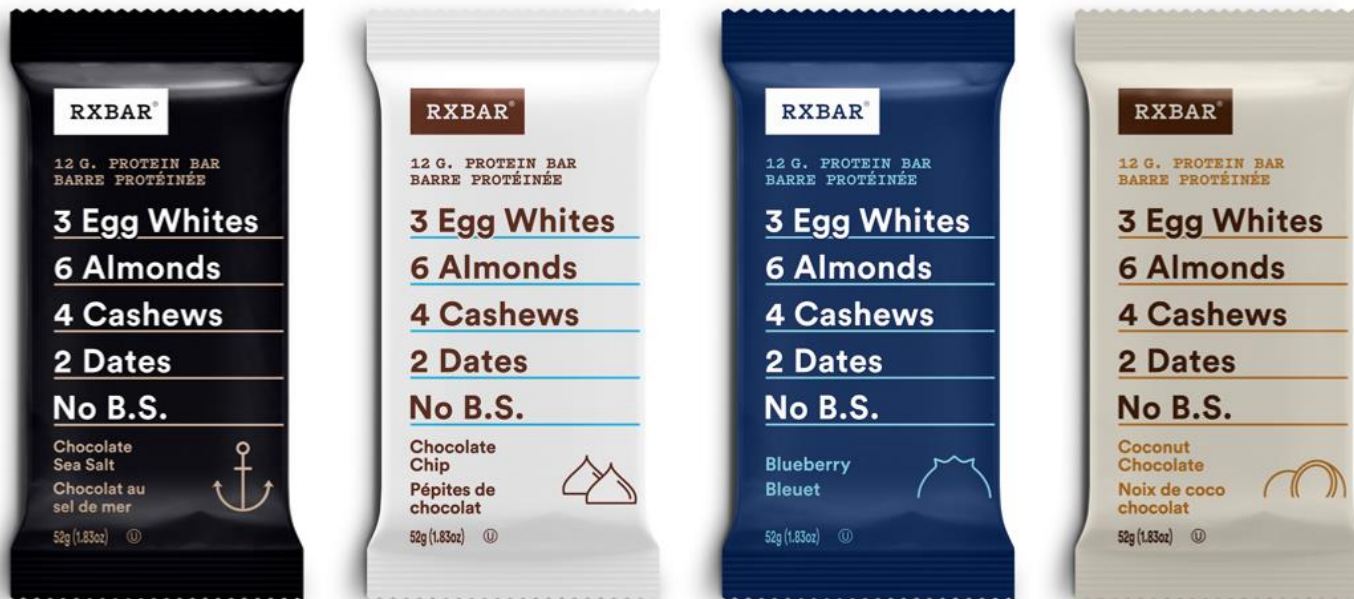 RXBAR®
12 G. PROTEIN BAR
BARRE PROTÉINÉE
3 Egg Whites
6 Almonds
4 Cashews
2 Dates
No B.S.
Chocolate
Sea Salt
Chocolat au
sel de mer
52g (1.83oz) Ⓤ
RXBAR®
12 G. PROTEIN BAR
BARRE PROTÉINÉE
3 Egg Whites
6 Almonds
4 Cashews
2 Dates
No B.S.
Chocolate
Chip
Pépites de
chocolat
52g (1.83oz) Ⓤ
RXBAR®
12 G. PROTEIN BAR
BARRE PROTÉINÉE
3 Egg Whites
6 Almonds
4 Cashews
2 Dates
No B.S.
Blueberry
Bleuet
52g (1.83oz) Ⓤ
RXBAR®
12 G. PROTEIN BAR
BARRE PROTÉINÉE
3 Egg Whites
6 Almonds
4 Cashews
2 Dates
No B.S.
Coconut
Chocolate
Noix de coco
chocolat
52g (1.83oz) Ⓤ